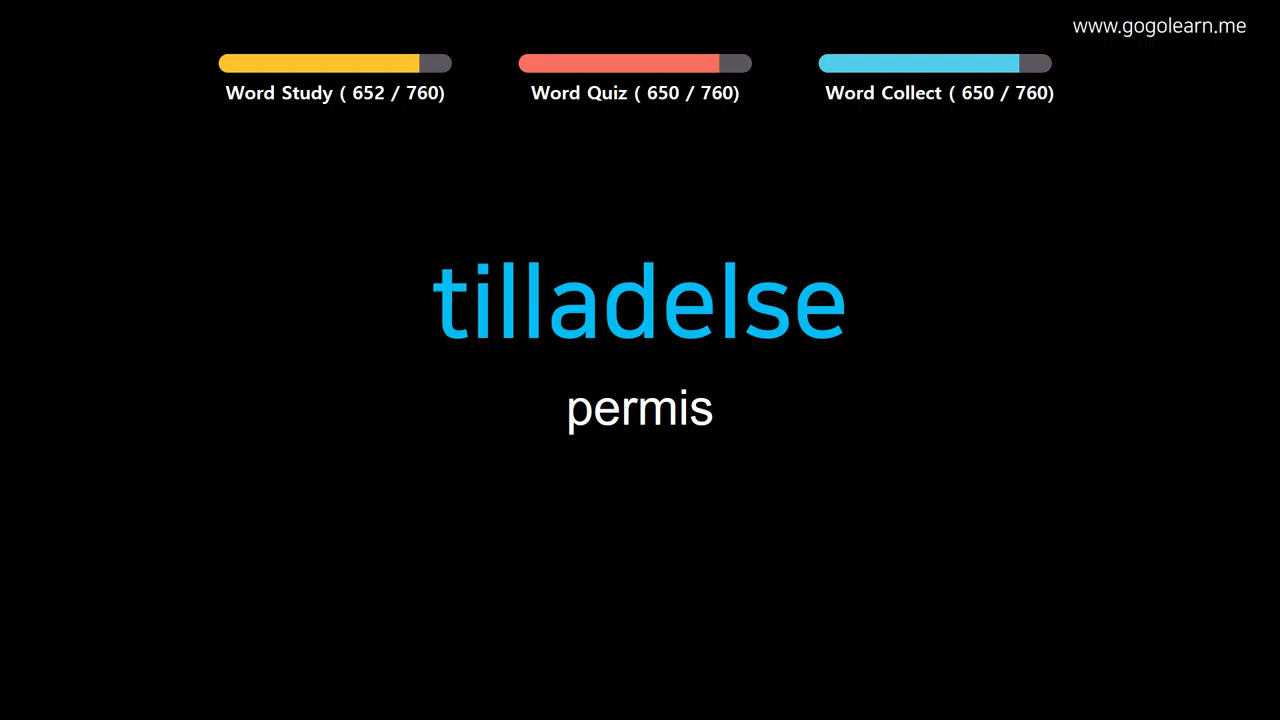 www.gogolearn.me
Word Study ( 652 / 760)
Word Quiz ( 650 / 760)
Word Collect ( 650 / 760)
tilladelse
permis